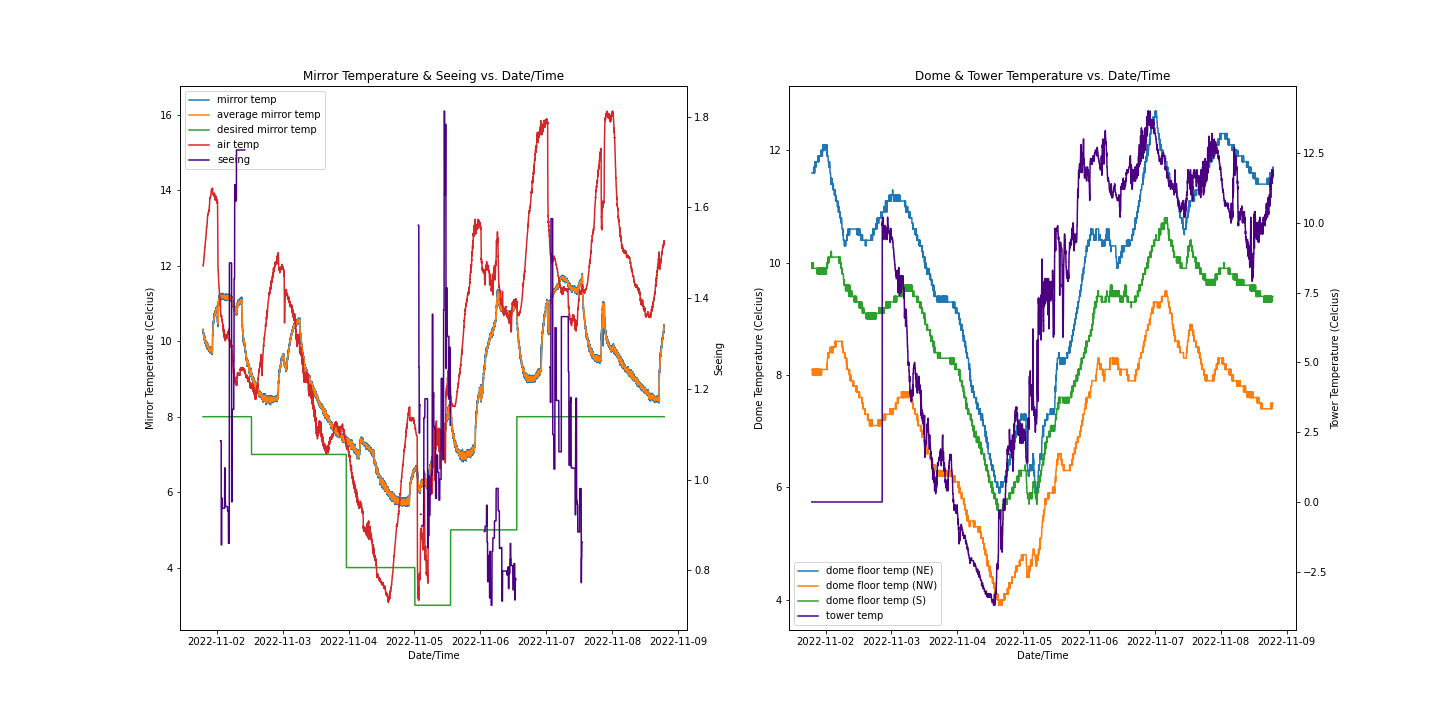 Mirror Temperature & Seeing vs. Date/Time
mirror temp
average mirror temp
desired mirror temp
air temp
seeing
16
14
12
10
8
6
4
Mirror Temperature (Celcius)
1.8
1.6
1.4
1.2
1.0
0.8
Seeing
2022-11-02 2022-11-03 2022-11-04 2022-11-05 2022-11-06 2022-11-07 2022-11-08 2022-11-09
Date/Time
Dome & Tower Temperature vs. Date/Time
12
10
8
6
4
Dome Temperature (Celcius)
dome floor temp (NE)
dome floor temp (NW)
dome floor temp (S)
tower temp
12.5
10.0
7.5
5.0
2.5
0.0
−2.5
Tower Temperature (Celcius)
2022-11-02 2022-11-03 2022-11-04 2022-11-05 2022-11-06 2022-11-07 2022-11-08 2022-11-09
Date/Time